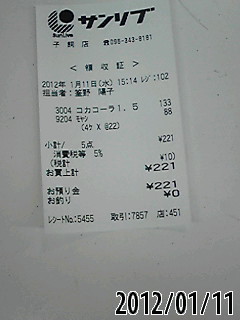 サンリブ
SunLive
子飼店 ☎096-343-8181
< 領収証 >
2012年 1月11日(水) 15:14 レジ:102
担当者:釜野 陽子
3004 コカコーラ1.5 133
9204 モヤシ 88
(4ケ X @22)
小計/ 5点 ¥221
消費税等 5%
(税計 ¥10)
お買上計 ¥221
お預り金 ¥221
お釣り ¥0
レシートNo:5455 取引:7857 店:451
2012/01/11